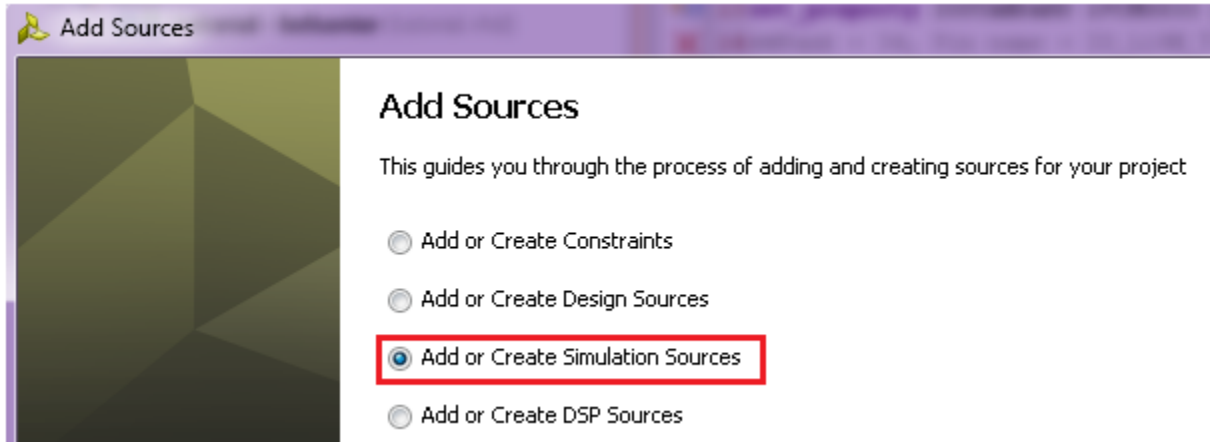 Add Sources
Add Sources
This guides you through the process of adding and creating sources for your project
Add or Create Constraints
Add or Create Design Sources
Add or Create Simulation Sources
Add or Create DSP Sources